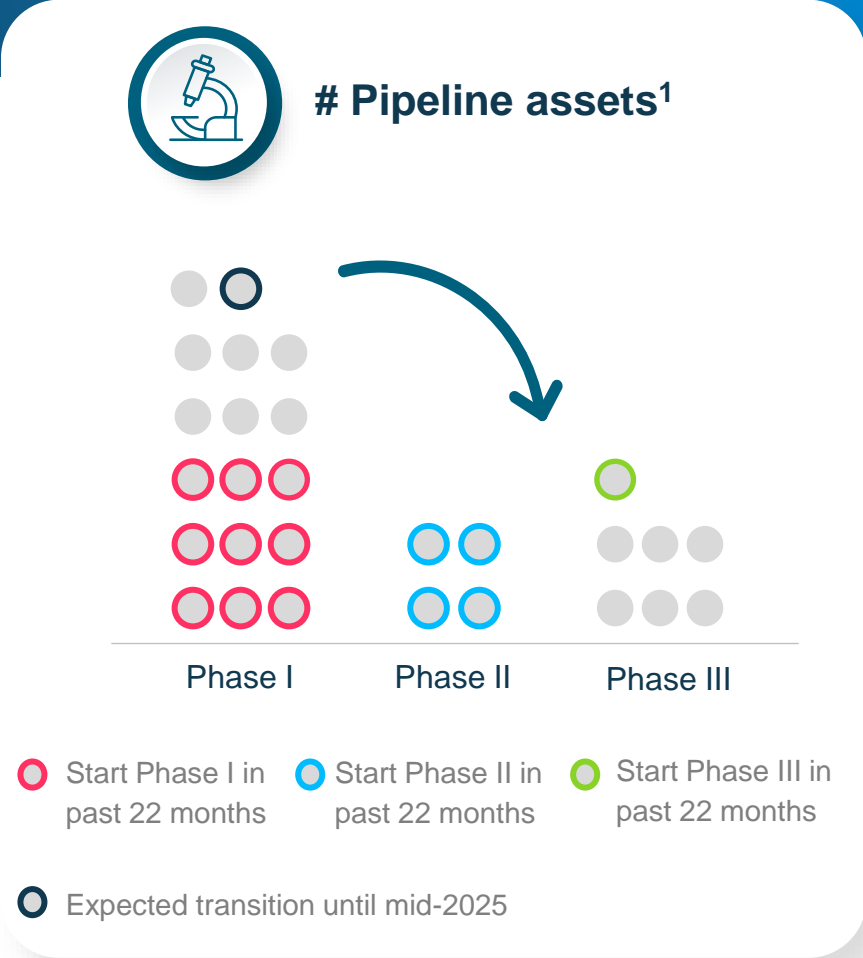 # Pipeline assets¹
Phase I
Phase II
Phase III
Start Phase I in
past 22 months
Start Phase II in
past 22 months
Start Phase III in
past 22 months
Expected transition until mid-2025